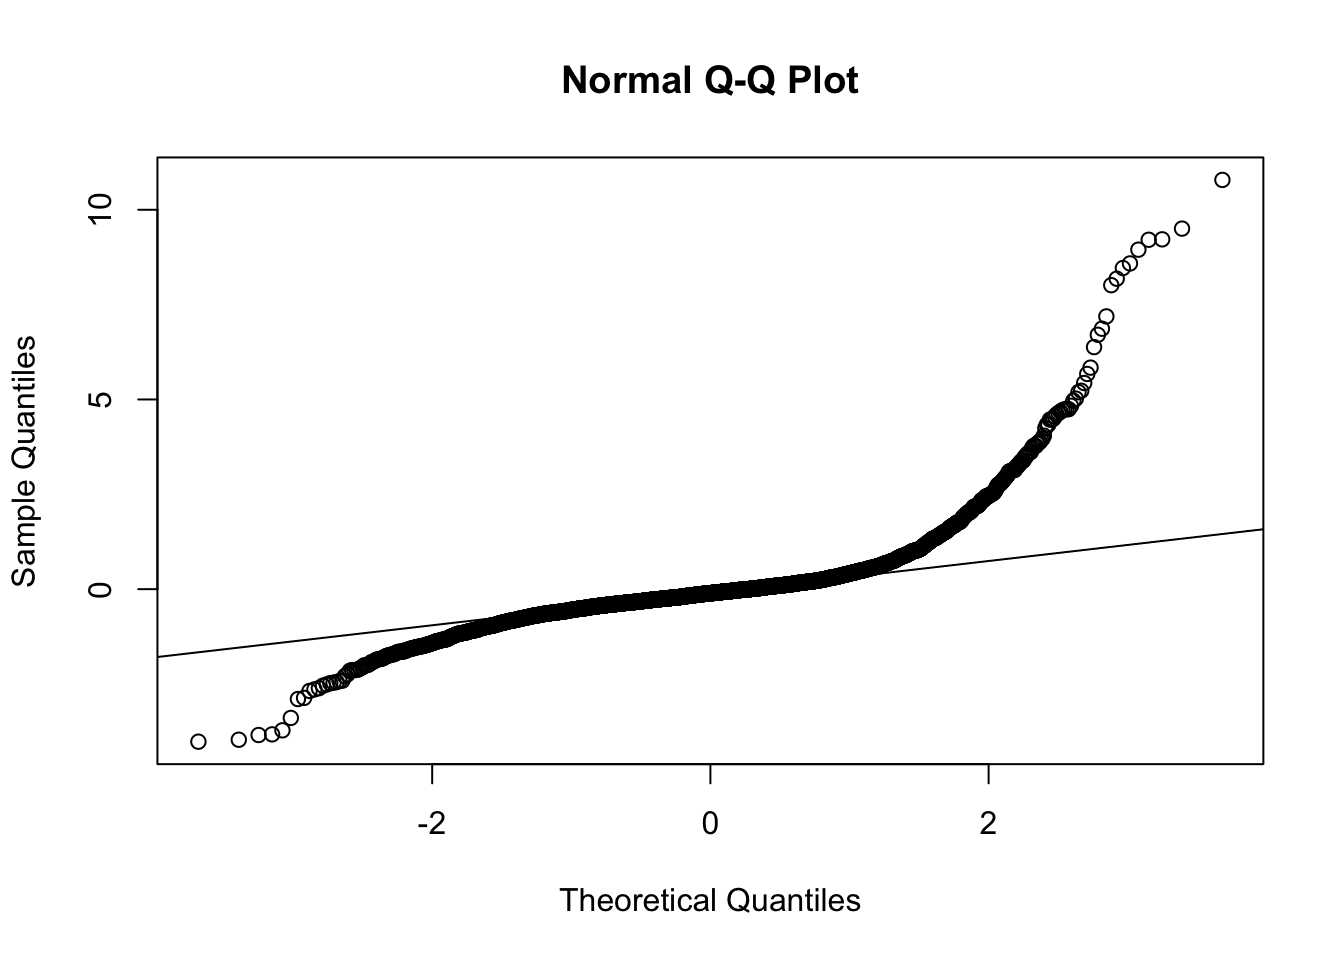 Normal Q-Q Plot
Sample Quantiles
10
5
0
-2 0 2
Theoretical Quantiles